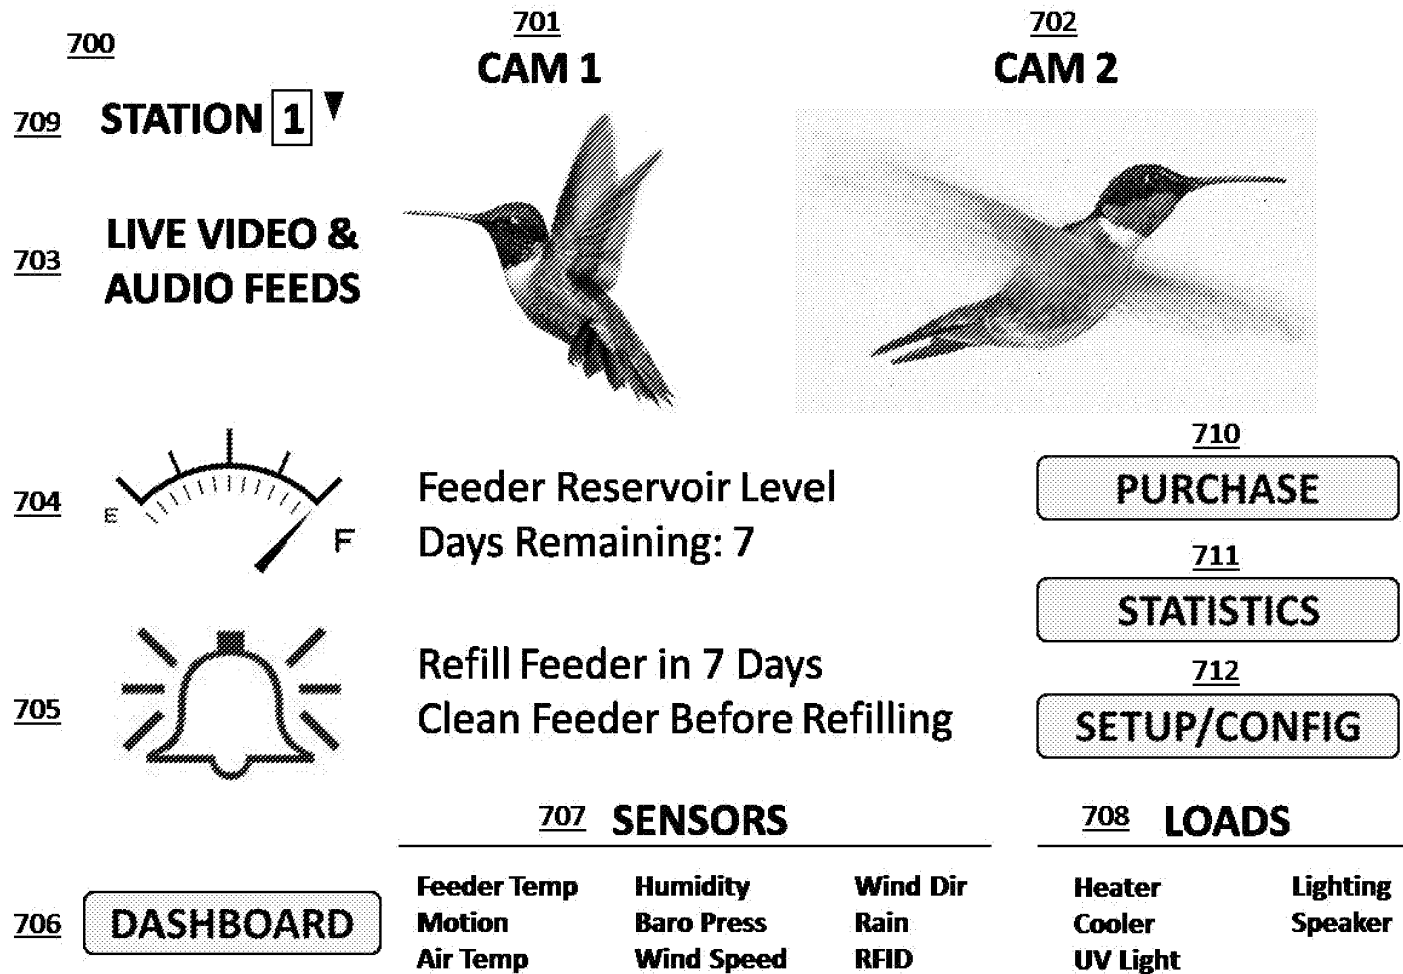 700
701
702
CAM 1
CAM 2
709 STATION 1
703
LIVE VIDEO &
AUDIO FEEDS
704
E
F
Feeder Reservoir Level
Days Remaining: 7
710
PURCHASE
711
STATISTICS
705
Refill Feeder in 7 Days
Clean Feeder Before Refilling
712
SETUP/CONFIG
707 SENSORS
708 LOADS
706 DASHBOARD
Feeder Temp Humidity Wind Dir
Motion Baro Press Rain
Air Temp Wind Speed RFID
Heater Lighting
Cooler Speaker
UV Light